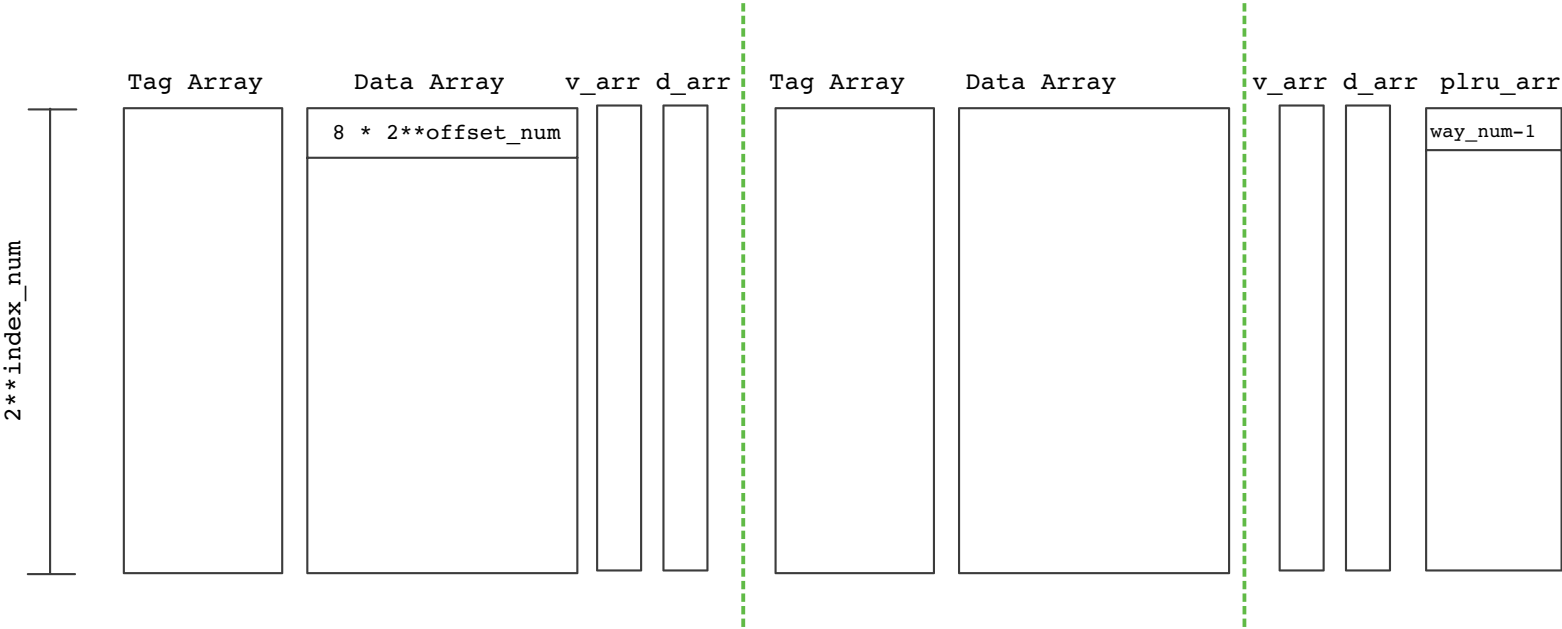 Tag Array
Data Array
v_arr
d_arr
Tag Array
Data Array
v_arr
d_arr
plru_arr
8 * 2**offset_num
way_num-1
2**index_num